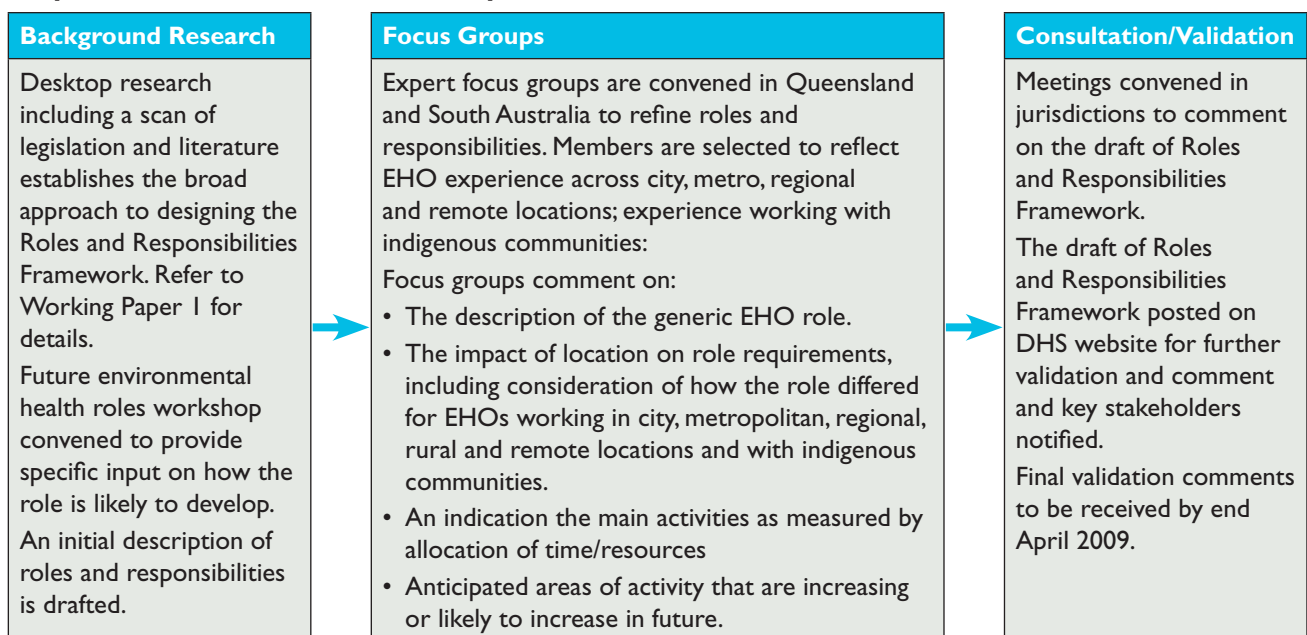 Background Research
Desktop research
including a scan of
legislation and literature
establishes the broad
approach to designing the
Roles and Responsibilities
Framework. Refer to
Working Paper 1 for
details.
Future environmental
health roles workshop
convened to provide
specific input on how the
role is likely to develop.
An initial description of
roles and responsibilities
is drafted.
Focus Groups
Expert focus groups are convened in Queensland
and South Australia to refine roles and
responsibilities. Members are selected to reflect
EHO experience across city, metro, regional
and remote locations; experience working with
indigenous communities:
Focus groups comment on:
• The description of the generic EHO role.
• The impact of location on role requirements,
including consideration of how the role differed
for EHOs working in city, metropolitan, regional,
rural and remote locations and with indigenous
communities.
• An indication the main activities as measured by
allocation of time/resources
• Anticipated areas of activity that are increasing
or likely to increase in future.
Consultation/Validation
Meetings convened in
jurisdictions to comment
on the draft of Roles
and Responsibilities
Framework.
The draft of Roles
and Responsibilities
Framework posted on
DHS website for further
validation and comment
and key stakeholders
notified.
Final validation comments
to be received by end
April 2009.